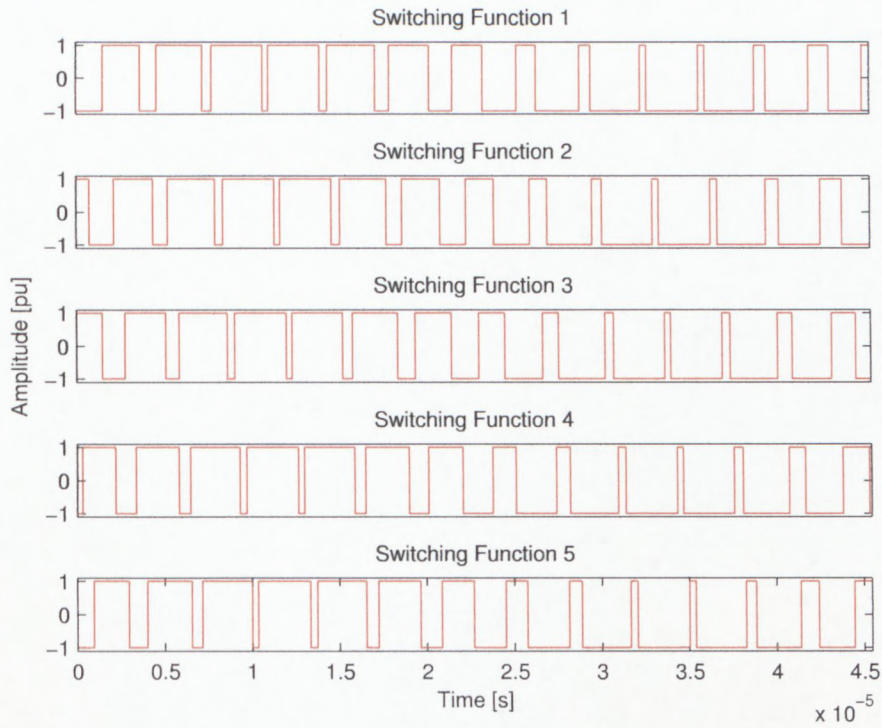 Switching Function 1
1
0
−1
Switching Function 2
1
0
−1
Switching Function 3
1
0
−1
Switching Function 4
1
0
−1
Switching Function 5
1
0
−1
Amplitude [pu]
0 0.5 1 1.5 2 2.5 3 3.5 4 4.5
Time [s]
x 10⁻⁵